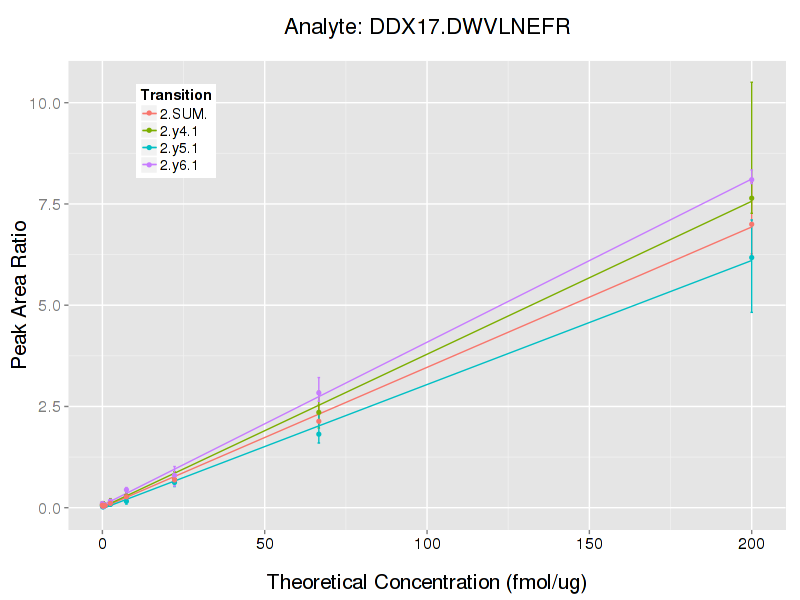 Analyte: DDX17.DWVLNEFR
Transition
2.SUM.
2.y4.1
2.y5.1
2.y6.1
10.0
7.5
5.0
2.5
0.0
Peak Area Ratio
0 50 100 150 200
Theoretical Concentration (fmol/ug)